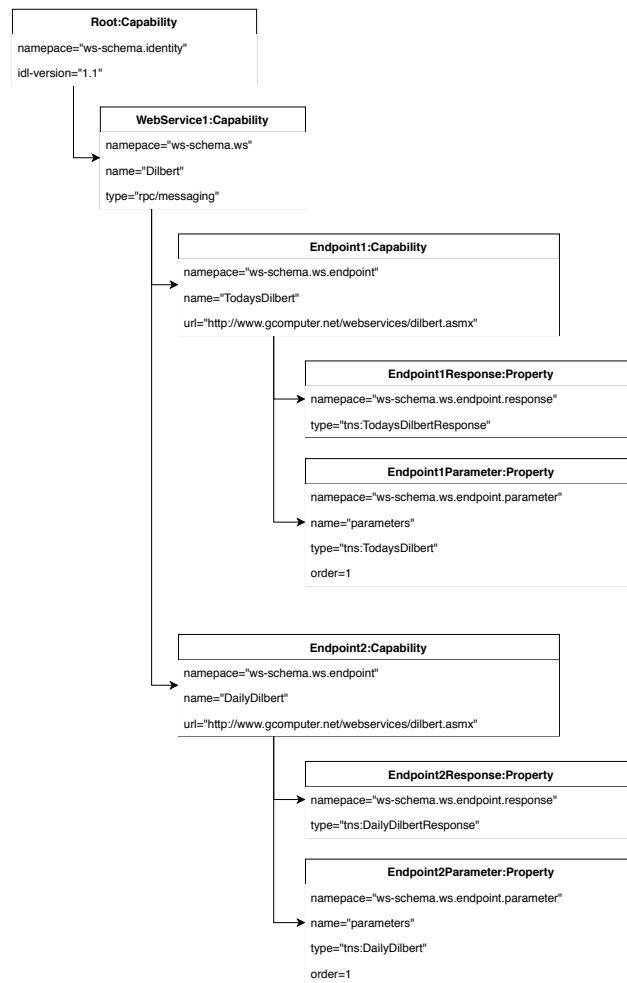 Root:Capability
namepace="ws-schema.identity"
idl-version="1.1"
WebService1:Capability
namepace="ws-schema.ws"
name="Dilbert"
type="rpc/messaging"
Endpoint1:Capability
namepace="ws-schema.ws.endpoint"
name="TodaysDilbert"
url="http://www.gcomputer.net/webservices/dilbert.asmx"
Endpoint1Response:Property
namepace="ws-schema.ws.endpoint.response"
type="tns:TodaysDilbertResponse"
Endpoint1Parameter:Property
namepace="ws-schema.ws.endpoint.parameter"
name="parameters"
type="tns:TodaysDilbert"
order=1
Endpoint2:Capability
namepace="ws-schema.ws.endpoint"
name="DailyDilbert"
url="http://www.gcomputer.net/webservices/dilbert.asmx"
Endpoint2Response:Property
namepace="ws-schema.ws.endpoint.response"
type="tns:DailyDilbertResponse"
Endpoint2Parameter:Property
namepace="ws-schema.ws.endpoint.parameter"
name="parameters"
type="tns:DailyDilbert"
order=1